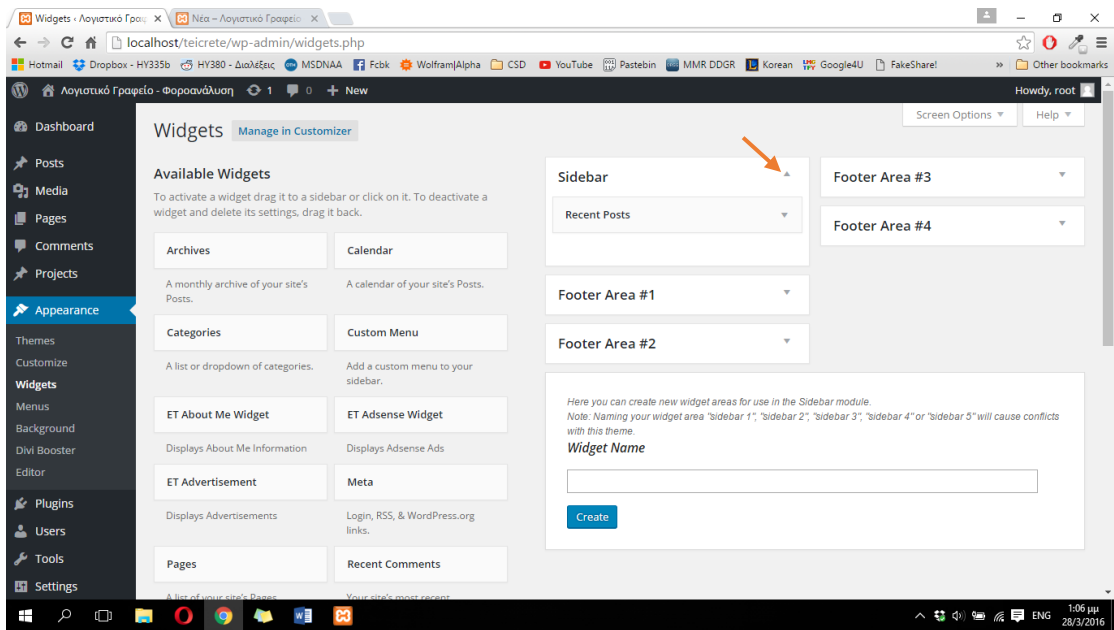 Widgets ‹ Λογιστικό Γραφ
Νέα – Λογιστικό Γραφείο
localhost/teicrete/wp-admin/widgets.php
Hotmail Dropbox - HY335b HY380 - Διαλέξεις MSDNAA Fcbk Wolfram|Alpha CSD YouTube Pastebin MMR DDGR Korean Google4U FakeShare! » Other bookmarks
Λογιστικό Γραφείο - Φοροανάλυση 1 0 + New Howdy, root
Screen Options Help
Dashboard
Posts
Media
Pages
Comments
Projects
Appearance
Themes
Customize
Widgets
Menus
Background
Divi Booster
Editor
Plugins
Users
Tools
Settings
Widgets Manage in Customizer
Available Widgets
To activate a widget drag it to a sidebar or click on it. To deactivate a
widget and delete its settings, drag it back.
Archives
A monthly archive of your site's
Posts.
Calendar
A calendar of your site's Posts.
Categories
A list or dropdown of categories.
Custom Menu
Add a custom menu to your
sidebar.
ET About Me Widget
Displays About Me Information
ET Adsense Widget
Displays Adsense Ads
ET Advertisement
Displays Advertisements
Meta
Login, RSS, & WordPress.org
links.
Pages
A list of your site's Pages.
Recent Comments
Your site's most recent
Sidebar
Recent Posts
Footer Area #1
Footer Area #2
Footer Area #3
Footer Area #4
Here you can create new widget areas for use in the Sidebar module.
Note: Naming your widget area "sidebar 1", "sidebar 2", "sidebar 3", "sidebar 4" or "sidebar 5" will cause conflicts
with this theme.
Widget Name
Create
ENG
1:06 μμ
28/3/2016